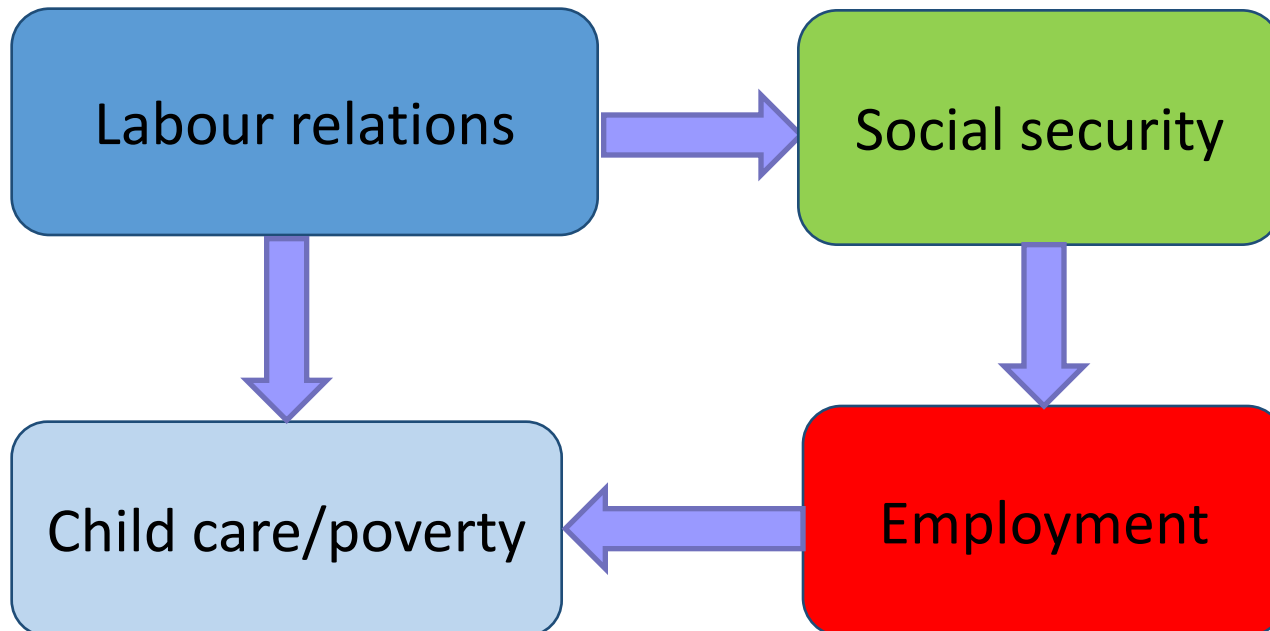 Labour relations
Social security
Child care/poverty
Employment